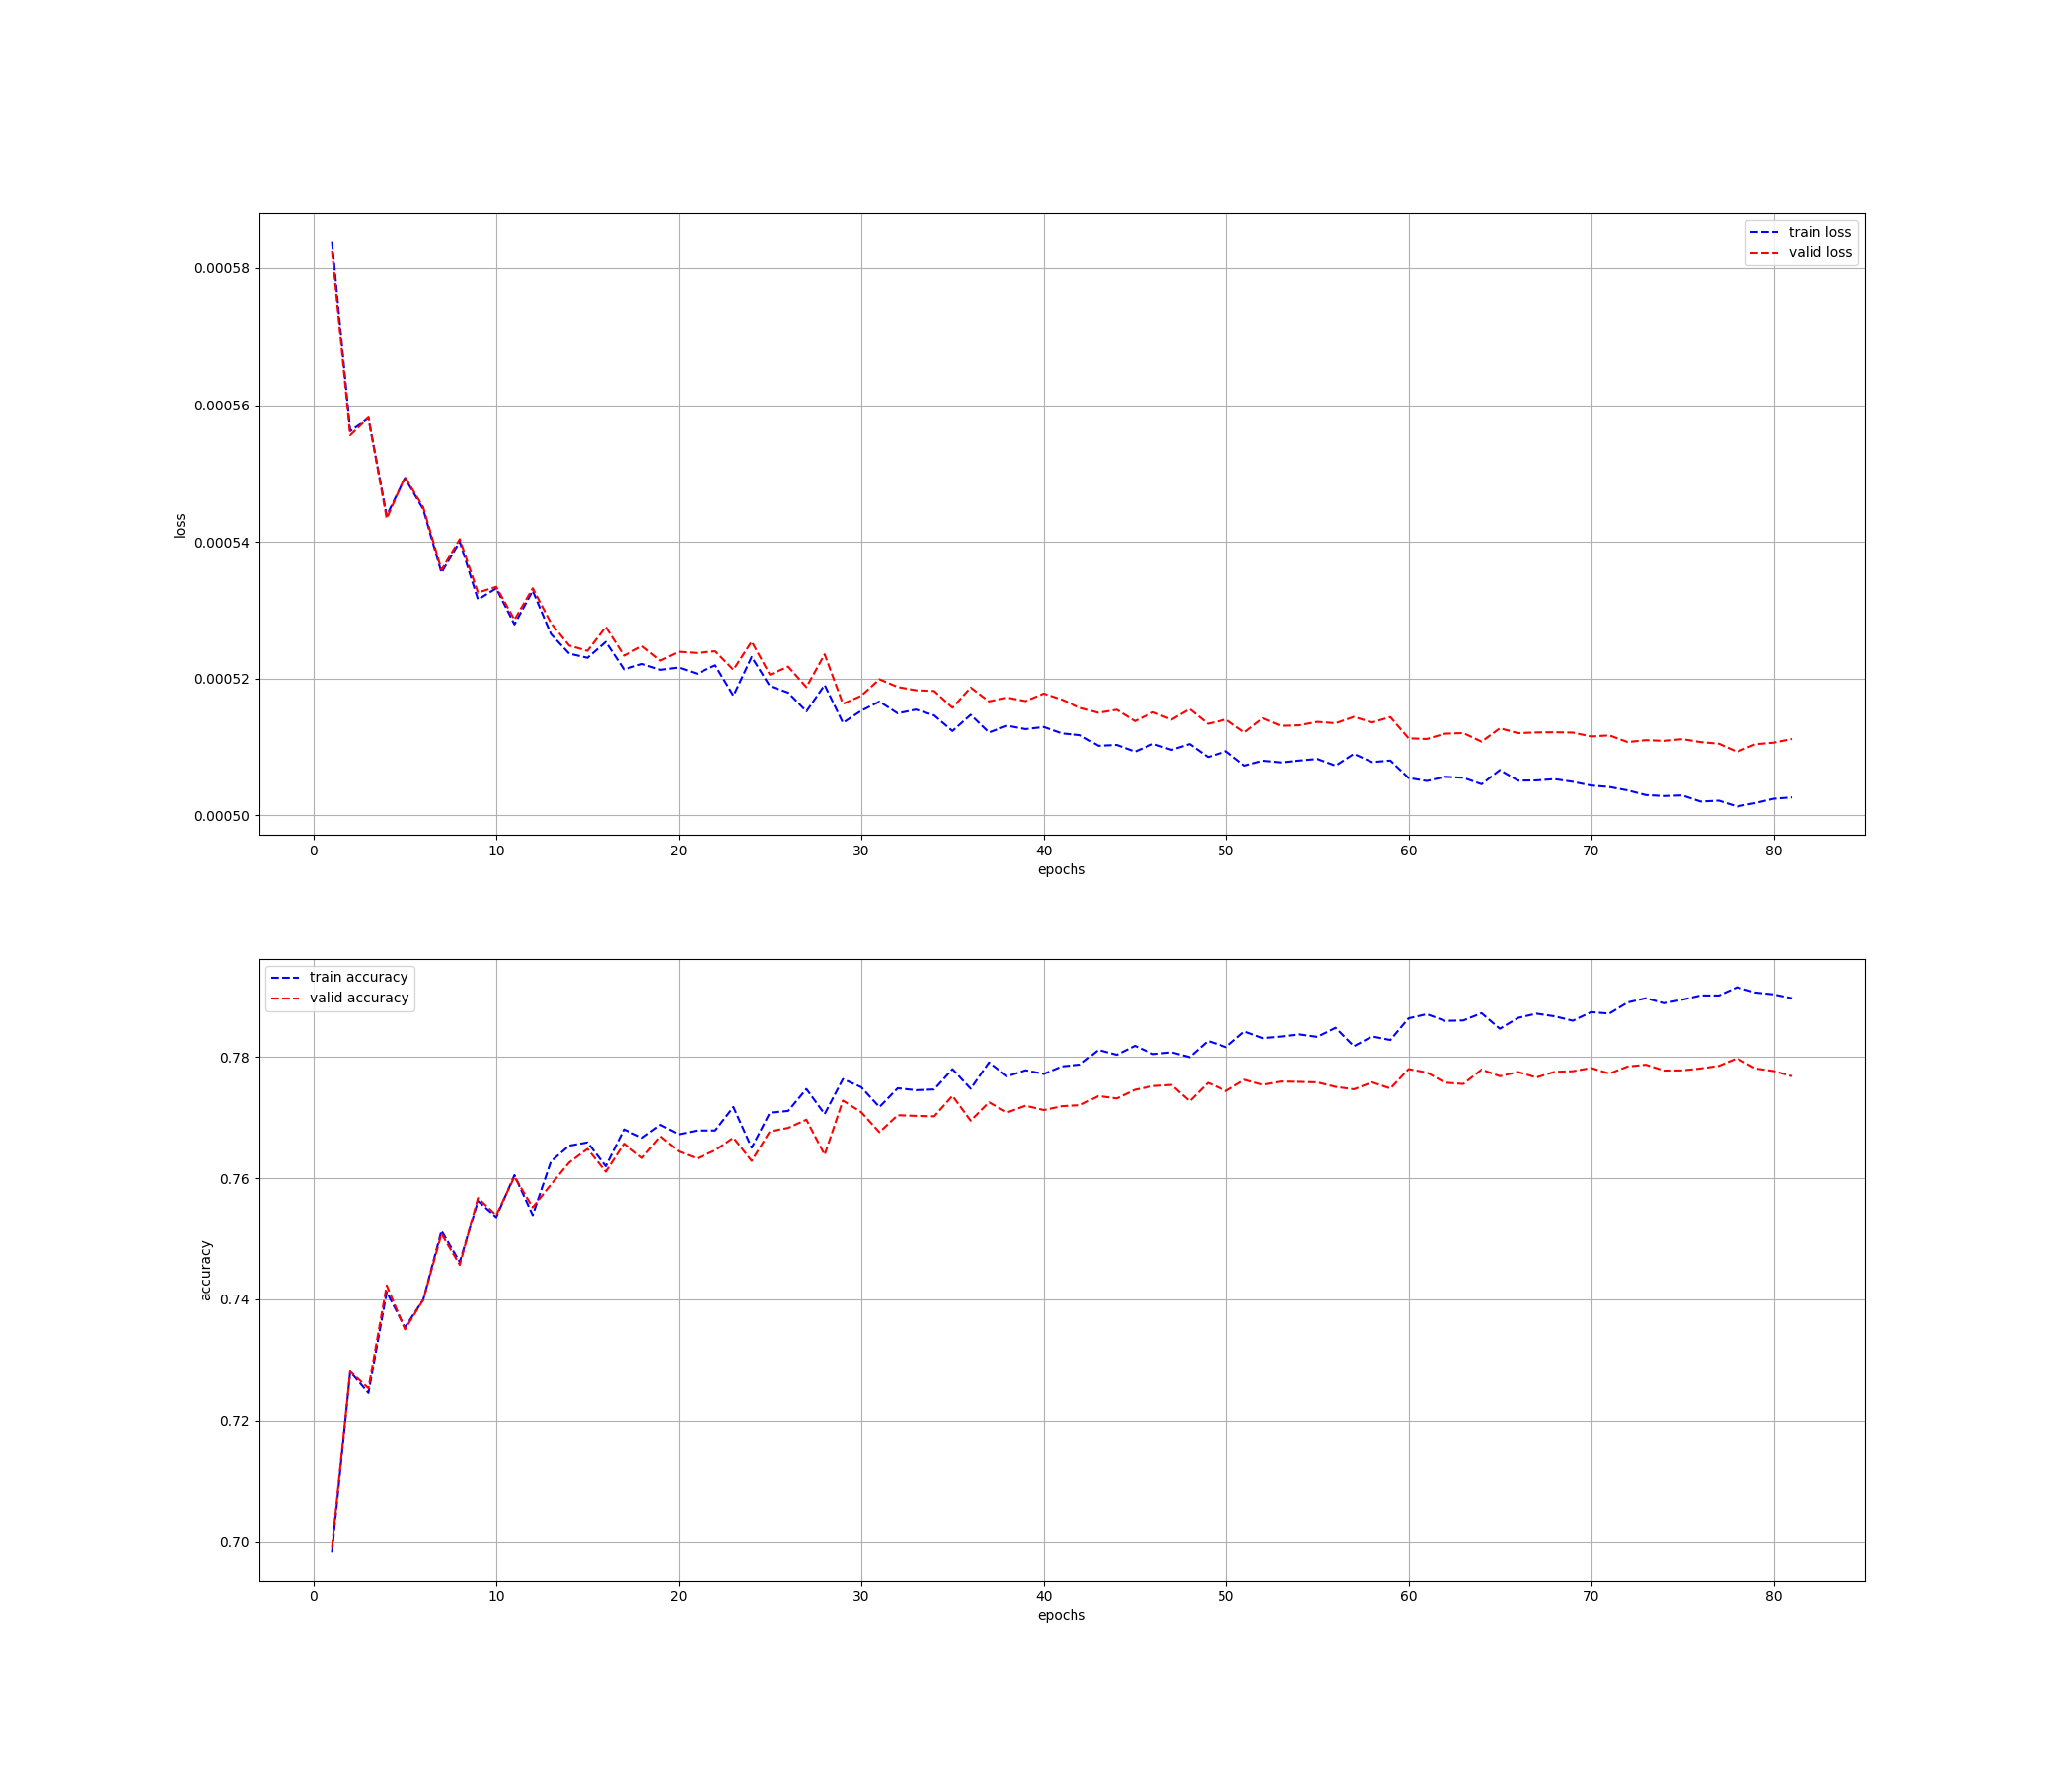 train loss
valid loss
0.00058
0.00056
0.00054
0.00052
0.00050
loss
0 10 20 30 40 50 60 70 80
epochs
train accuracy
valid accuracy
0.78
0.76
0.74
0.72
0.70
accuracy
0 10 20 30 40 50 60 70 80
epochs